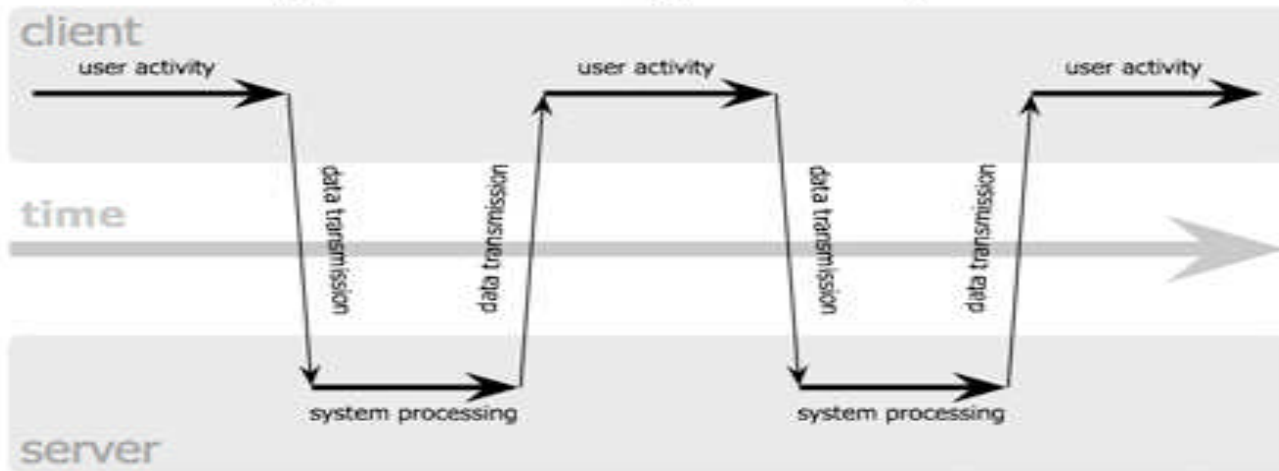 client
user activity
user activity
user activity
data transmission
data transmission
data transmission
data transmission
time
system processing
system processing
server